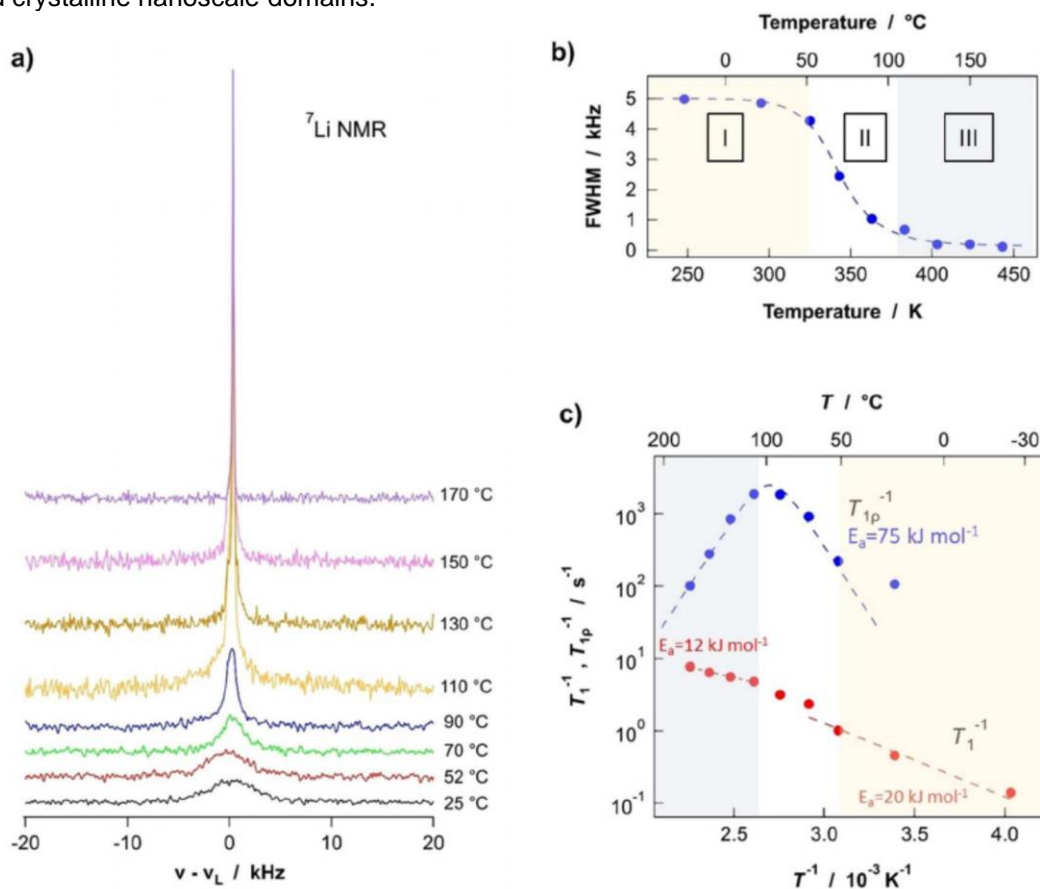 crystalline nanoscale domains.
a)
⁷Li NMR
170 °C
150 °C
130 °C
110 °C
90 °C
70 °C
52 °C
25 °C
-20 -10 0 10 20
ν - νL / kHz
b)
Temperature / °C
0 50 100 150
FWHM / kHz
5
4
3
2
1
0
I II III
250 300 350 400 450
Temperature / K
c)
T / °C
200 100 50 0 -30
T₁⁻¹ , T₁ρ⁻¹ / s⁻¹
10³
10²
10¹
10⁰
10⁻¹
T₁ρ⁻¹
Eₐ=75 kJ mol⁻¹
Eₐ=12 kJ mol⁻¹
T₁⁻¹
Eₐ=20 kJ mol⁻¹
2.5 3.0 3.5 4.0
T⁻¹ / 10⁻³ K⁻¹